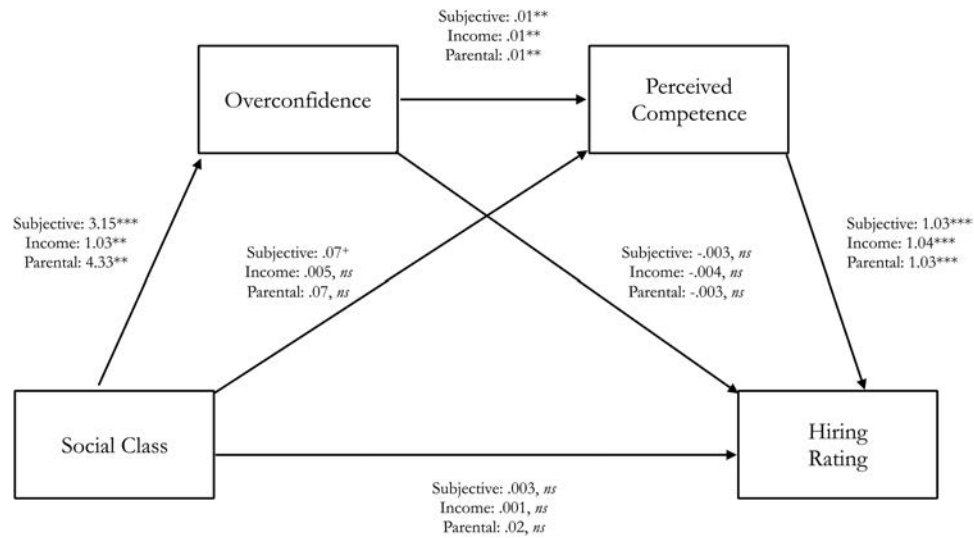 Subjective: .01**
Income: .01**
Parental: .01**
Overconfidence
Perceived
Competence
Subjective: 3.15***
Income: 1.03**
Parental: 4.33**
Subjective: .07+
Income: .005, ns
Parental: .07, ns
Subjective: -.003, ns
Income: -.004, ns
Parental: -.003, ns
Subjective: 1.03***
Income: 1.04***
Parental: 1.03***
Social Class
Hiring
Rating
Subjective: .003, ns
Income: .001, ns
Parental: .02, ns